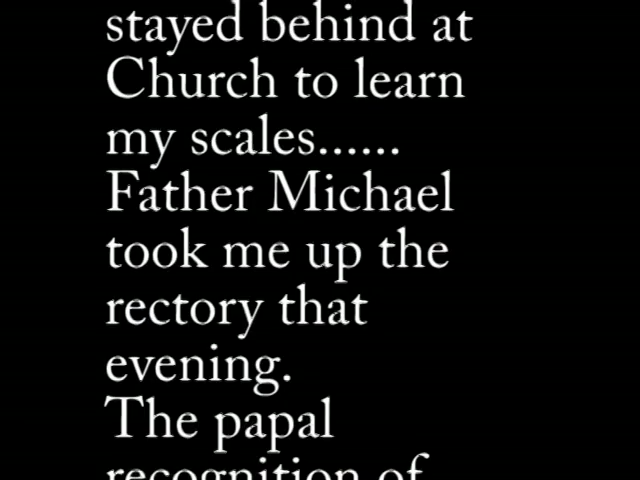 stayed behind at
Church to learn
my scales......
Father Michael
took me up the
rectory that
evening.
The papal
recognition of